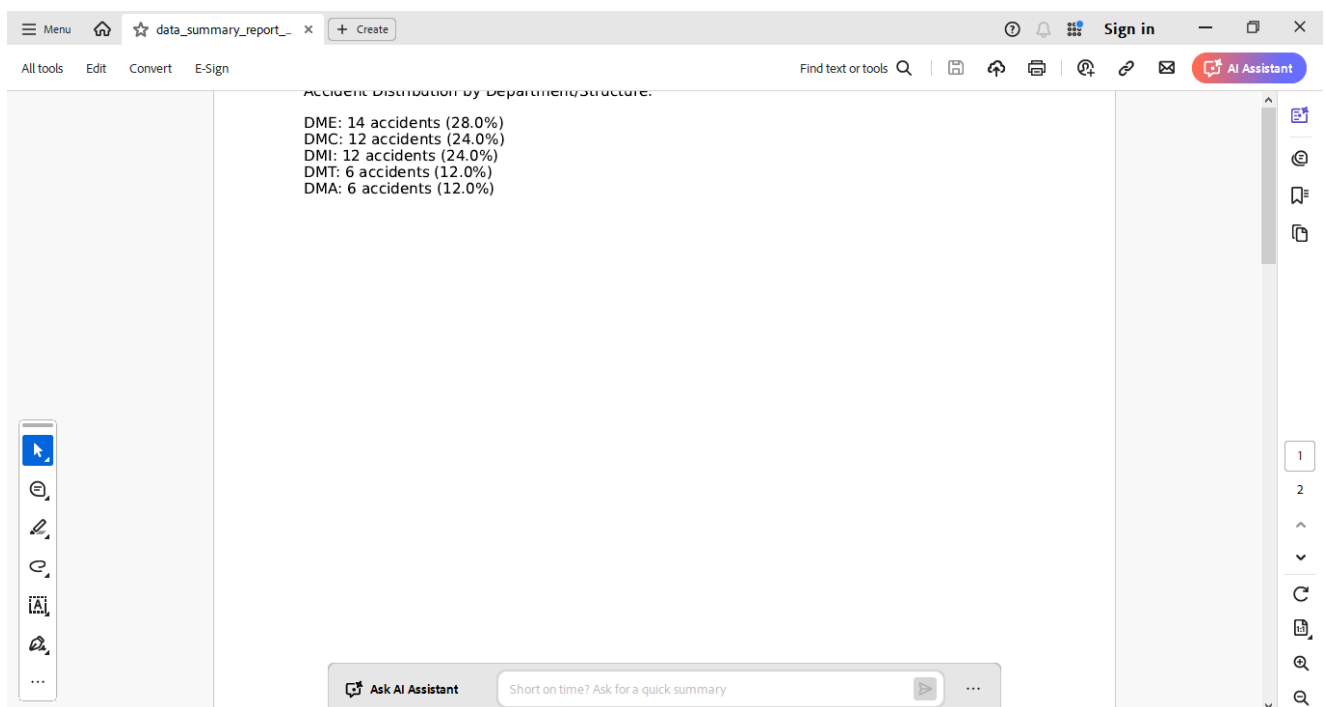 Menu
data_summary_report_...
+ Create
Sign in
All tools Edit Convert E-Sign
Find text or tools
AI Assistant
Accident Distribution by Department/Structure:
DME: 14 accidents (28.0%)
DMC: 12 accidents (24.0%)
DMI: 12 accidents (24.0%)
DMT: 6 accidents (12.0%)
DMA: 6 accidents (12.0%)
1
2
Ask AI Assistant
Short on time? Ask for a quick summary